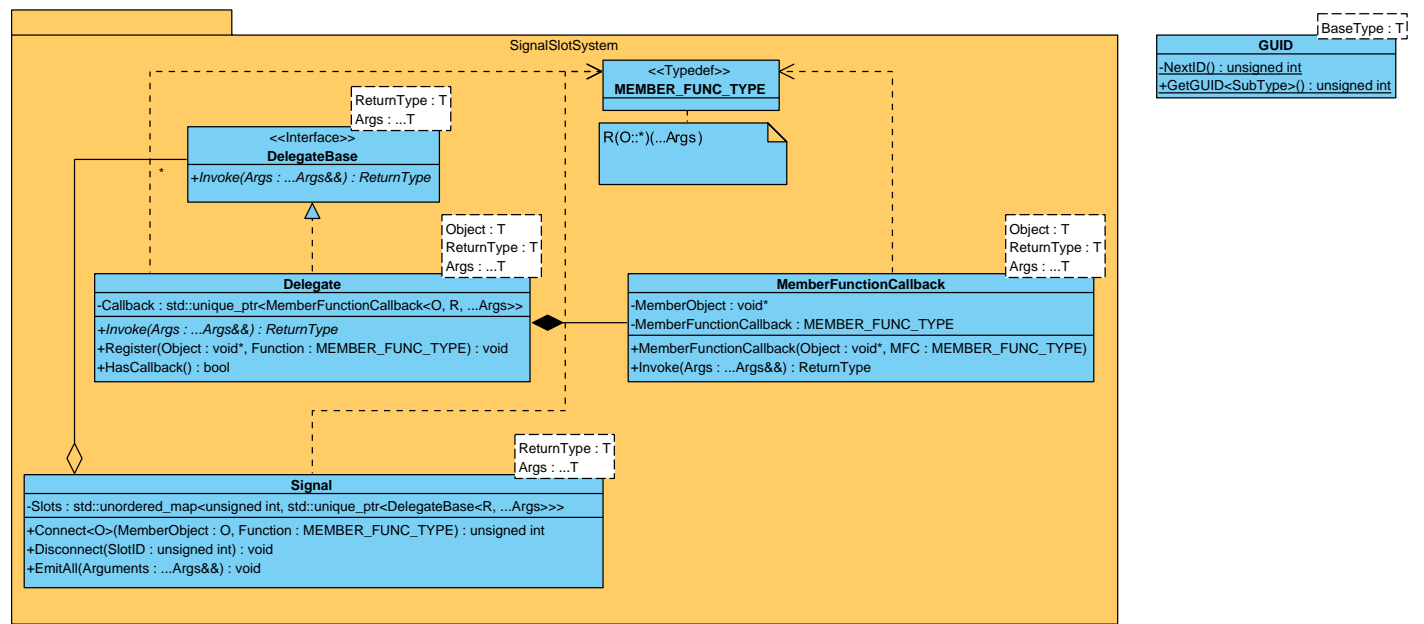 SignalSlotSystem
BaseType : T
GUID
-NextID() : unsigned int
+GetGUID<SubType>() : unsigned int
<<Typedef>>
MEMBER_FUNC_TYPE
R(O::*)(...Args)
ReturnType : T
Args : ...T
<<Interface>>
DelegateBase
+Invoke(Args : ...Args&&) : ReturnType
*
Object : T
ReturnType : T
Args : ...T
Delegate
-Callback : std::unique_ptr<MemberFunctionCallback<O, R, ...Args>>
+Invoke(Args : ...Args&&) : ReturnType
+Register(Object : void*, Function : MEMBER_FUNC_TYPE) : void
+HasCallback() : bool
Object : T
ReturnType : T
Args : ...T
MemberFunctionCallback
-MemberObject : void*
-MemberFunctionCallback : MEMBER_FUNC_TYPE
+MemberFunctionCallback(Object : void*, MFC : MEMBER_FUNC_TYPE)
+Invoke(Args : ...Args&&) : ReturnType
ReturnType : T
Args : ...T
Signal
-Slots : std::unordered_map<unsigned int, std::unique_ptr<DelegateBase<R, ...Args>>>
+Connect<O>(MemberObject : O, Function : MEMBER_FUNC_TYPE) : unsigned int
+Disconnect(SlotID : unsigned int) : void
+EmitAll(Arguments : ...Args&&) : void